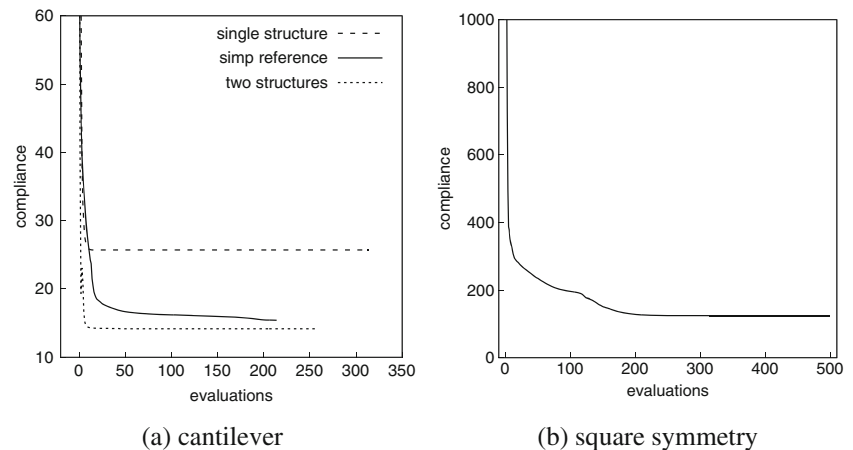 60
50
40
30
20
10
compliance
single structure
simp reference
two structures
0 50 100 150 200 250 300 350
evaluations
(a) cantilever
1000
800
600
400
200
0
compliance
0 100 200 300 400 500
evaluations
(b) square symmetry